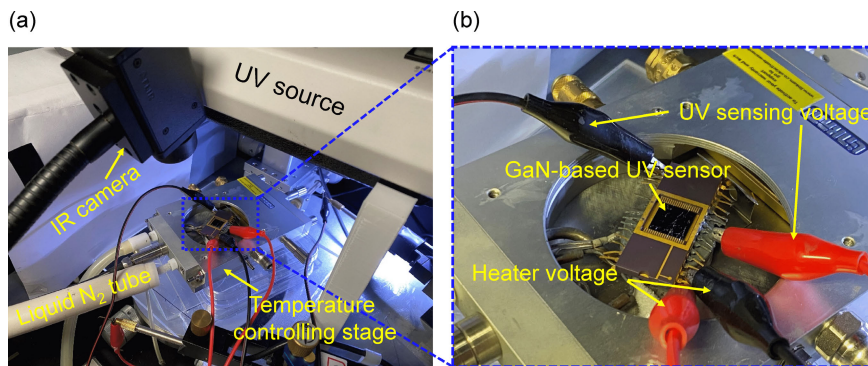 (a)
UV source
IR camera
Liquid N2 tube
Temperature
controlling stage
(b)
UV sensing voltage
GaN-based UV sensor
Heater voltage